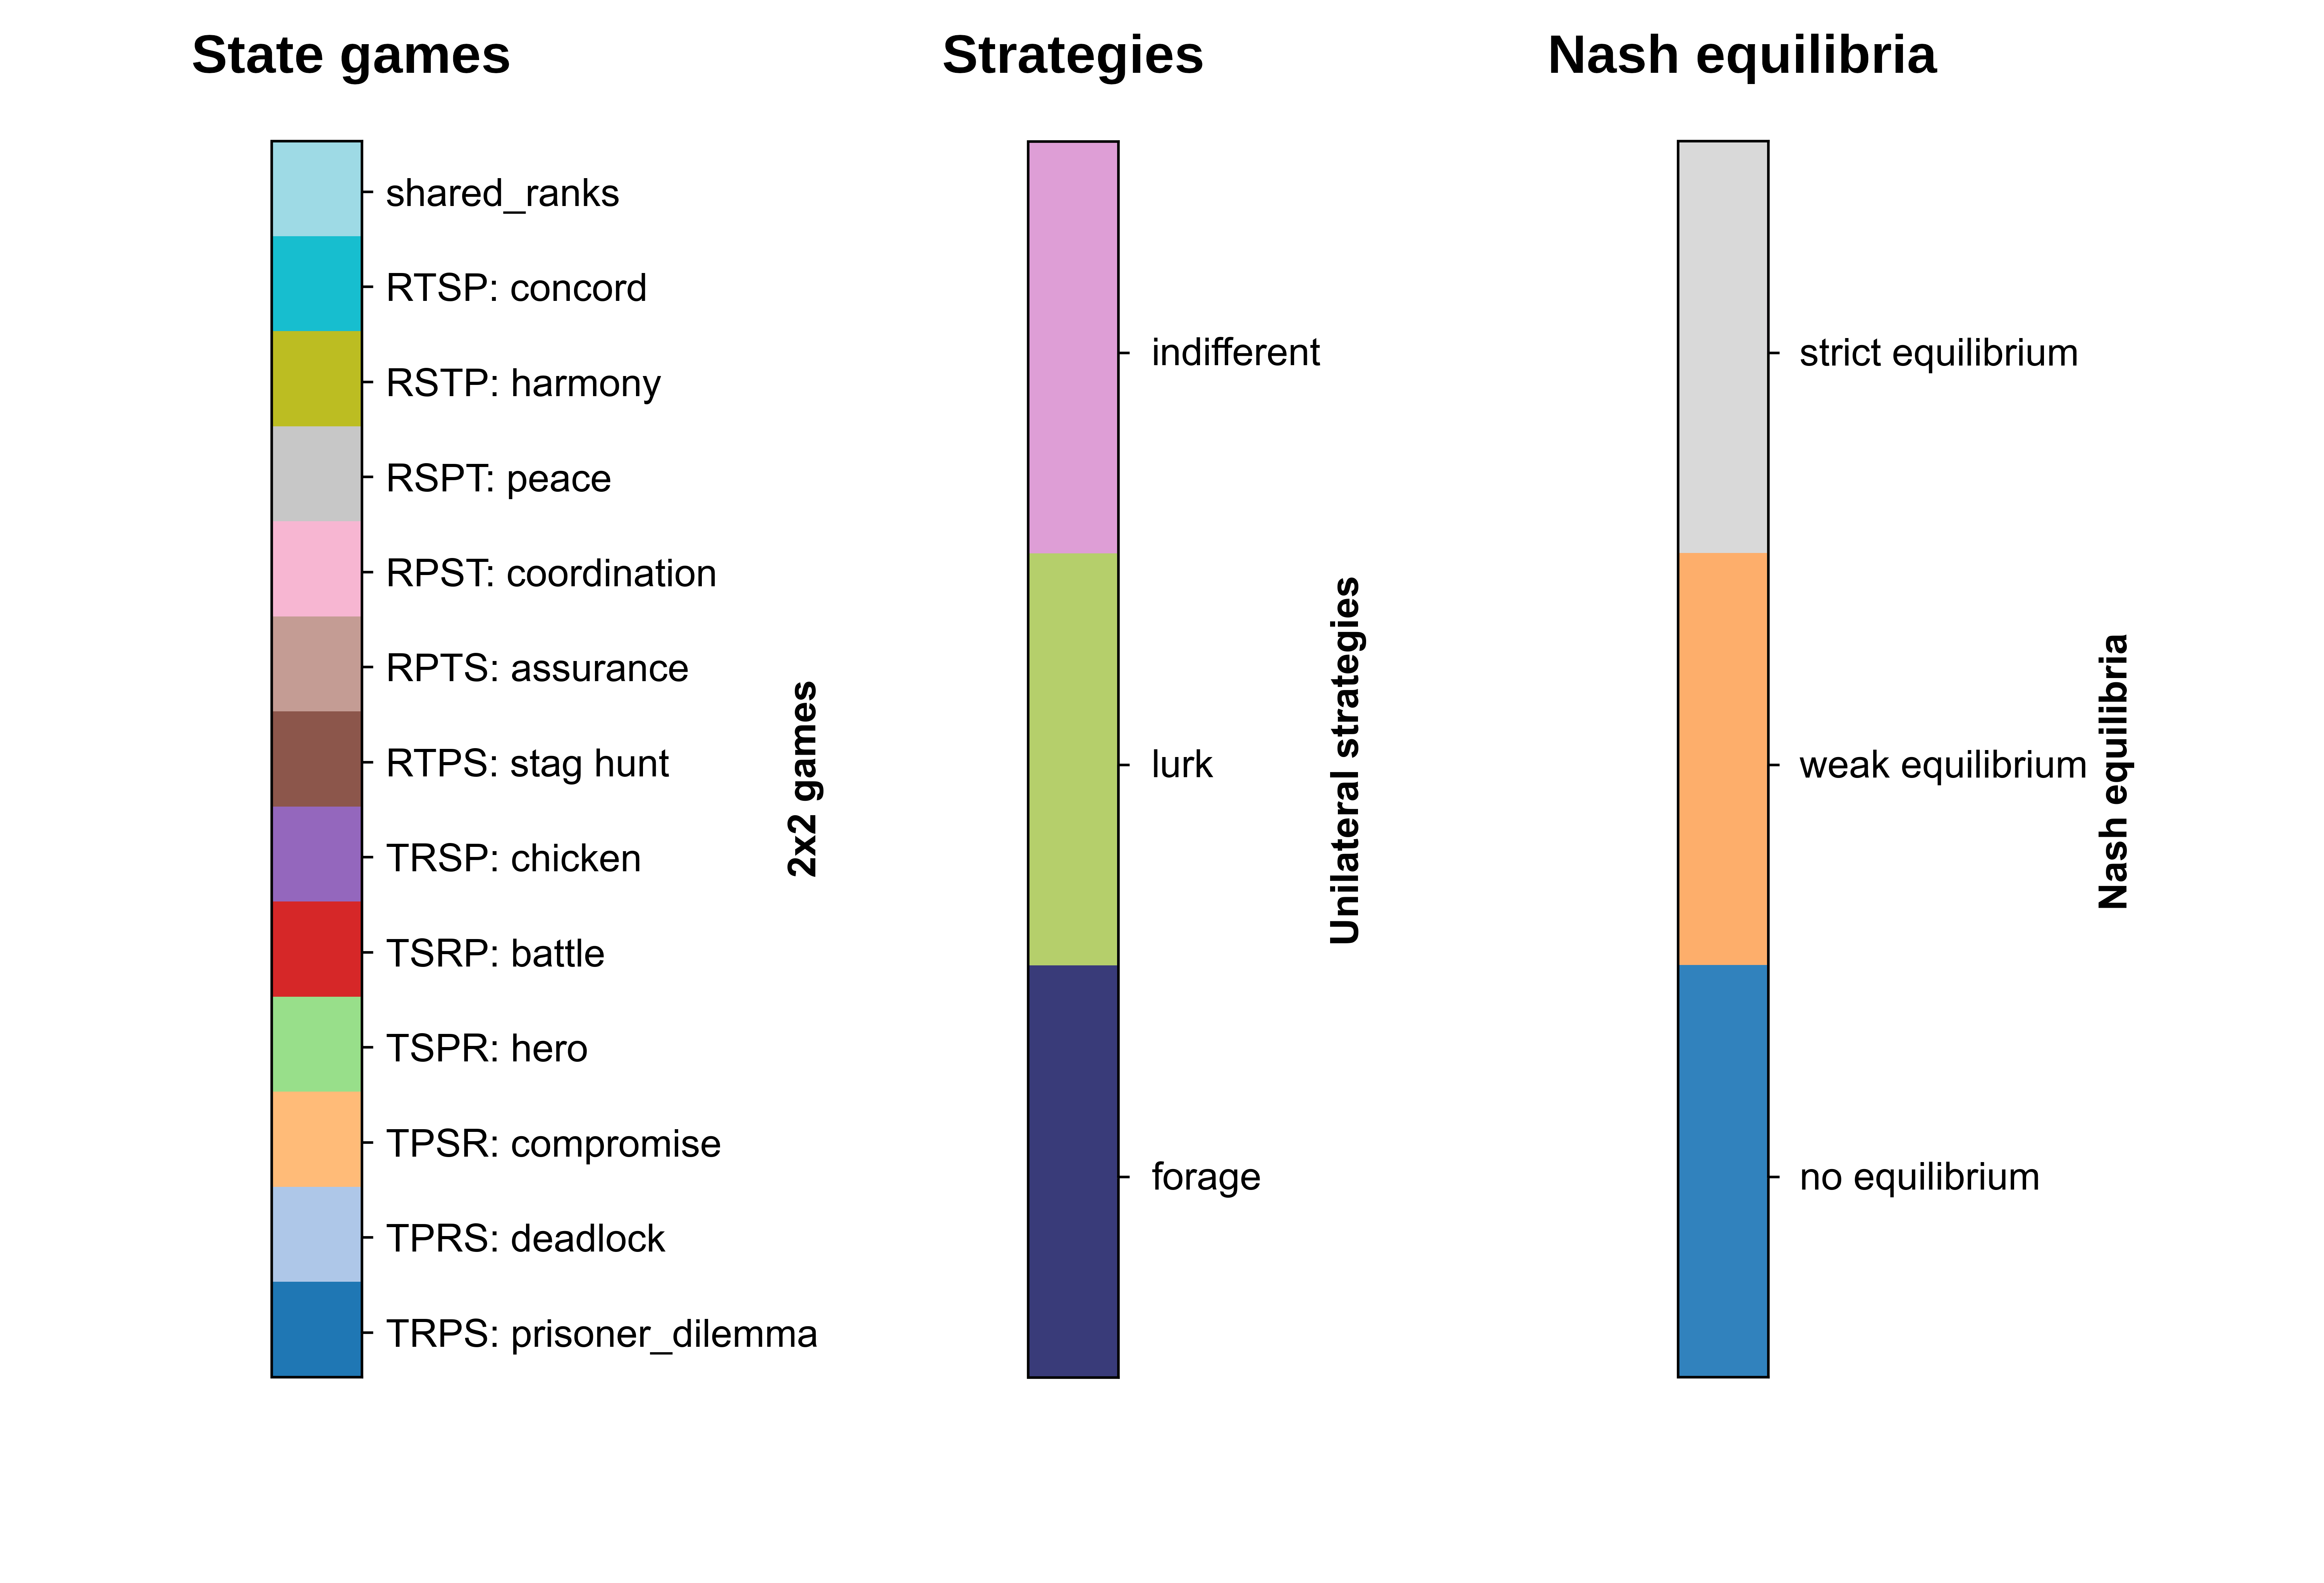 State games
shared_ranks
RTSP: concord
RSTP: harmony
RSPT: peace
RPST: coordination
RPTS: assurance
RTPS: stag hunt
TRSP: chicken
TSRP: battle
TSPR: hero
TPSR: compromise
TPRS: deadlock
TRPS: prisoner_dilemma
2x2 games
Strategies
indifferent
lurk
forage
Unilateral strategies
Nash equilibria
strict equilibrium
weak equilibrium
no equilibrium
Nash equilibria